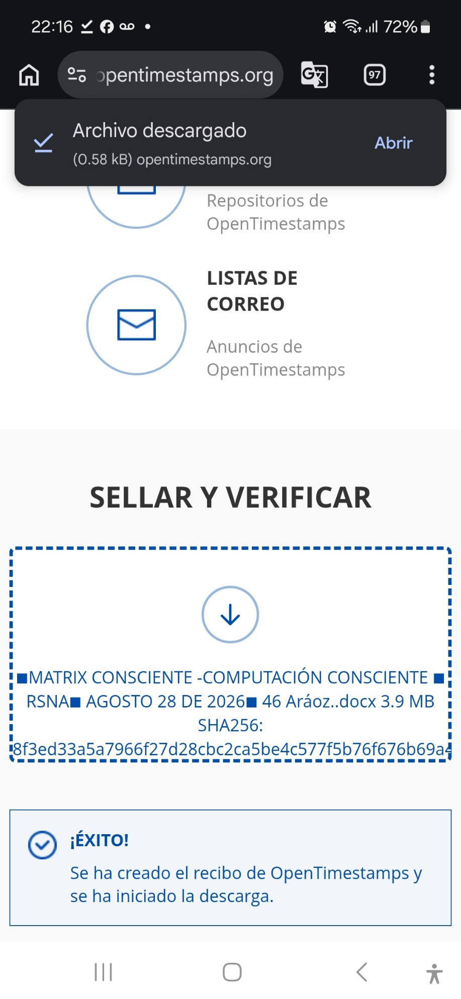 22:16
72%
opentimestamps.org
97
Archivo descargado
(0.58 kB) opentimestamps.org
Abrir
Repositorios de
OpenTimestamps
LISTAS DE
CORREO
Anuncios de
OpenTimestamps
SELLAR Y VERIFICAR
■MATRIX CONSCIENTE -COMPUTACIÓN CONSCIENTE ■
RSNA■ AGOSTO 28 DE 2026■ 46 Aráoz..docx 3.9 MB
SHA256:
8f3ed33a5a7966f27d28cbc2ca5be4c577f5b76f676b69a4
¡ÉXITO!
Se ha creado el recibo de OpenTimestamps y
se ha iniciado la descarga.